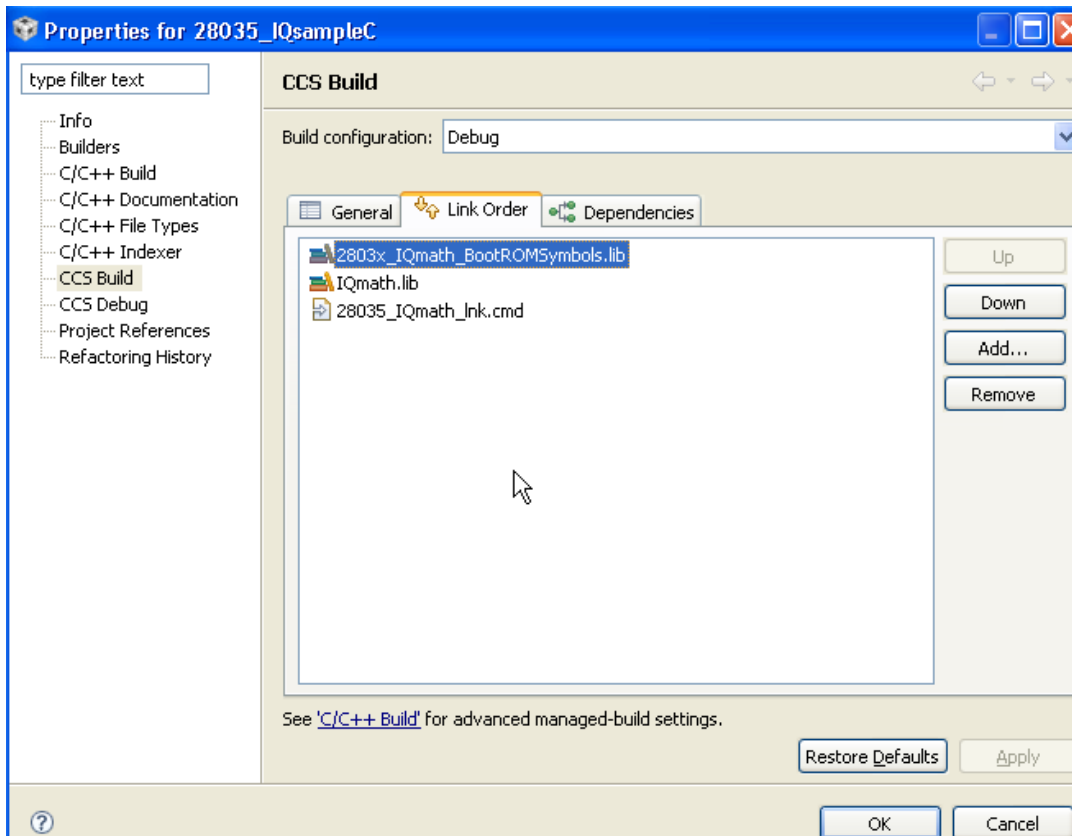 Properties for 28035_IQsampleC
type filter text
Info
Builders
C/C++ Build
C/C++ Documentation
C/C++ File Types
C/C++ Indexer
CCS Build
CCS Debug
Project References
Refactoring History
CCS Build
Build configuration: Debug
General Link Order Dependencies
2803x_IQmath_BootROMSymbols.lib
IQmath.lib
28035_IQmath_lnk.cmd
Up
Down
Add...
Remove
See 'C/C++ Build' for advanced managed-build settings.
Restore Defaults Apply
? OK Cancel